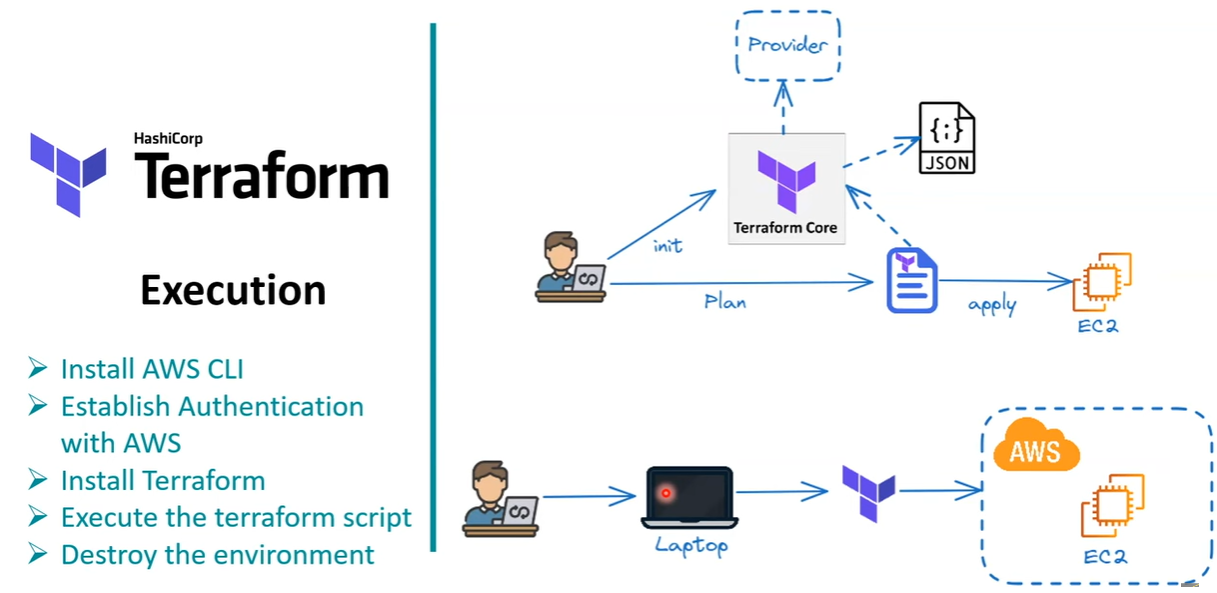 HashiCorp
Terraform
Execution
Install AWS CLI
Establish Authentication
with AWS
Install Terraform
Execute the terraform script
Destroy the environment
Provider
{;}
JSON
Terraform Core
init
Plan
apply
EC2
AWS
Laptop
EC2